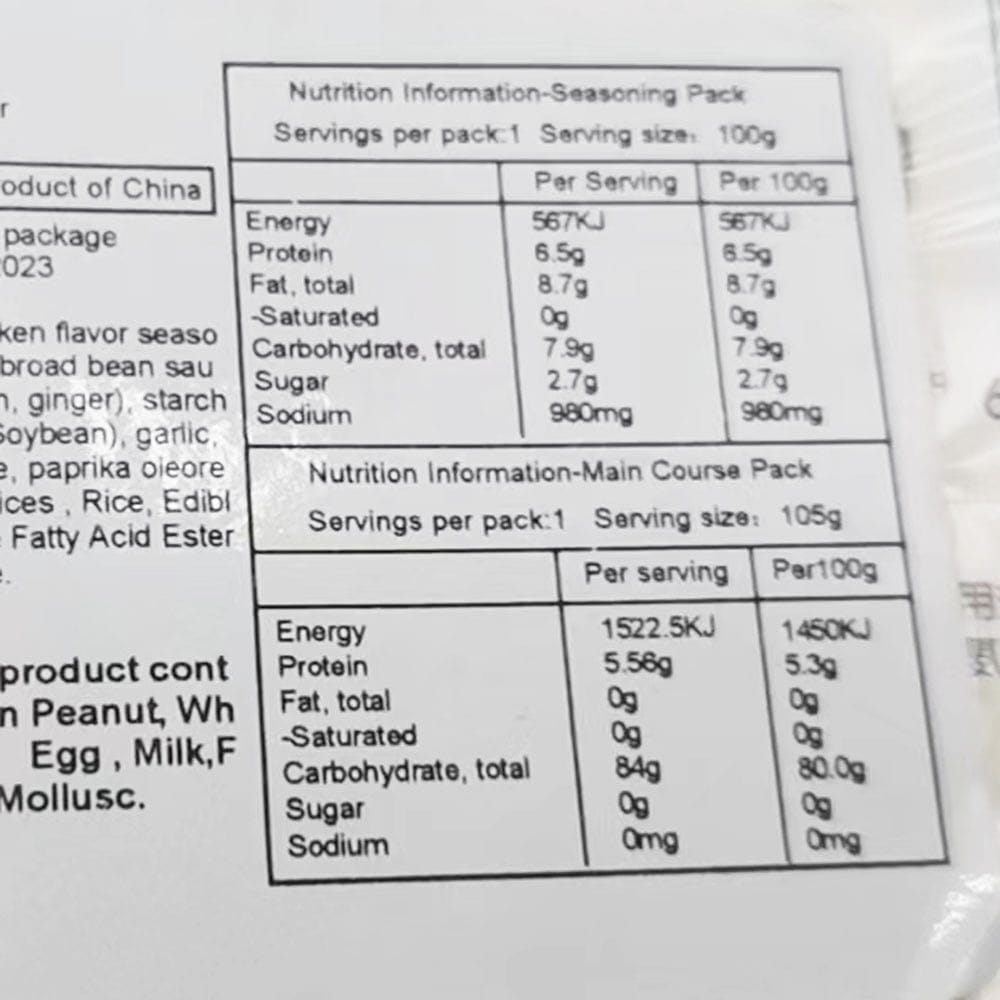 r
oduct of China
package
023
ken flavor seaso
broad bean sau
, ginger), starch
Soybean), garlic,
e, paprika oleore
ices , Rice, Edibl
Fatty Acid Ester
product cont
n Peanut, Wh
Egg , Milk,F
Mollusc.
Nutrition Information-Seasoning Pack
Servings per pack:1 Serving size: 100g
Per Serving Per 100g
Energy 567KJ 567KJ
Protein 6.5g 6.5g
Fat, total 8.7g 8.7g
-Saturated 0g 0g
Carbohydrate, total 7.9g 7.9g
Sugar 2.7g 2.7g
Sodium 980mg 980mg
Nutrition Information-Main Course Pack
Servings per pack:1 Serving size: 105g
Per serving Per100g
Energy 1522.5KJ 1450KJ
Protein 5.56g 5.3g
Fat, total 0g 0g
-Saturated 0g 0g
Carbohydrate, total 84g 80.0g
Sugar 0g 0g
Sodium 0mg 0mg